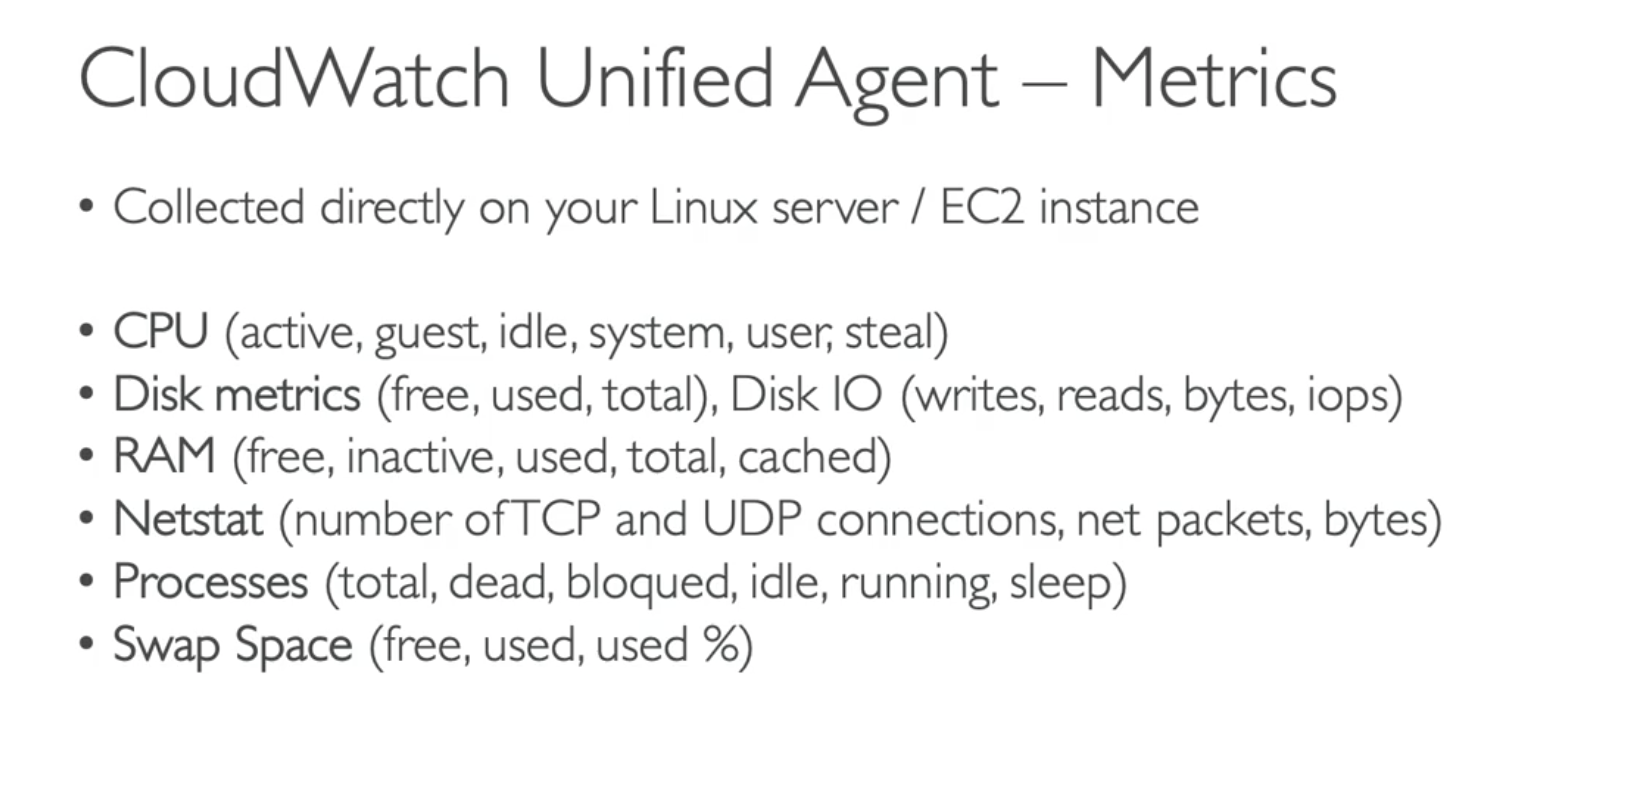 CloudWatch Unified Agent – Metrics
• Collected directly on your Linux server / EC2 instance
• CPU (active, guest, idle, system, user, steal)
• Disk metrics (free, used, total), Disk IO (writes, reads, bytes, iops)
• RAM (free, inactive, used, total, cached)
• Netstat (number of TCP and UDP connections, net packets, bytes)
• Processes (total, dead, bloqued, idle, running, sleep)
• Swap Space (free, used, used %)